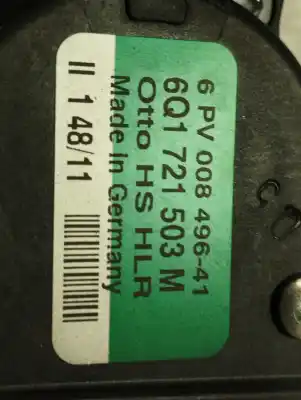 6 PV 008 496-41
6Q1 721 503 M
Otto HS HLR
Made in Germany
II 1 48/11